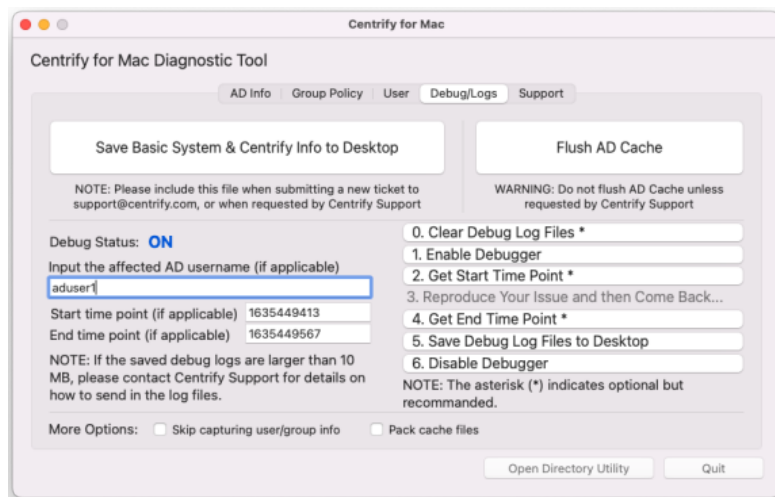 Centrify for Mac
Centrify for Mac Diagnostic Tool
AD Info Group Policy User Debug/Logs Support
Save Basic System & Centrify Info to Desktop
Flush AD Cache
NOTE: Please include this file when submitting a new ticket to
support@centrify.com, or when requested by Centrify Support
WARNING: Do not flush AD Cache unless
requested by Centrify Support
Debug Status: ON
Input the affected AD username (if applicable)
aduser1
Start time point (if applicable) 1635449413
End time point (if applicable) 1635449567
NOTE: If the saved debug logs are larger than 10
MB, please contact Centrify Support for details on
how to send in the log files.
0. Clear Debug Log Files *
1. Enable Debugger
2. Get Start Time Point *
3. Reproduce Your Issue and then Come Back...
4. Get End Time Point *
5. Save Debug Log Files to Desktop
6. Disable Debugger
NOTE: The asterisk (*) indicates optional but
recommanded.
More Options: Skip capturing user/group info Pack cache files
Open Directory Utility Quit